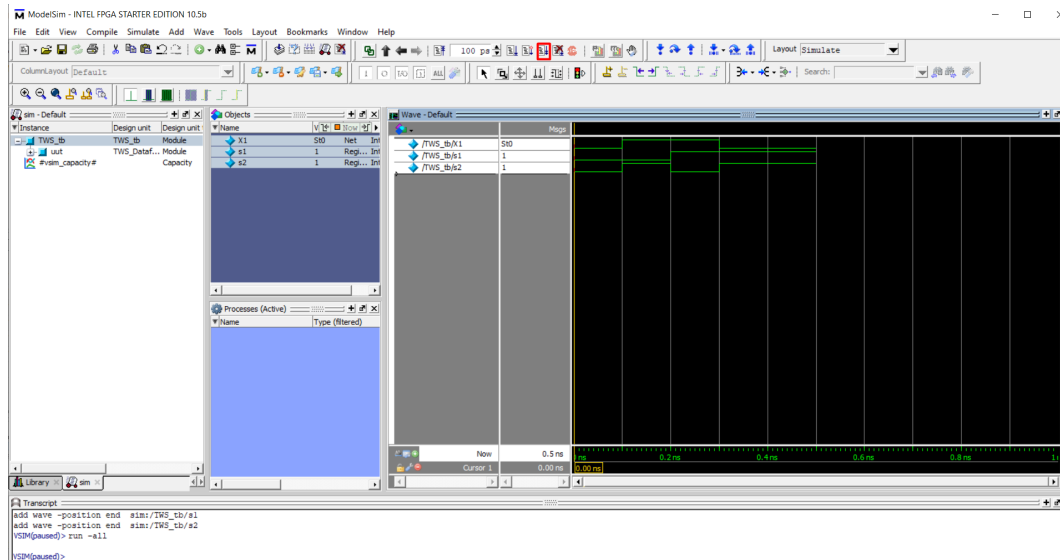 ModelSim - INTEL FPGA STARTER EDITION 10.5b
File Edit View Compile Simulate Add Wave Tools Layout Bookmarks Window Help
100 ps
Layout Simulate
ColumnLayout Default
Search:
sim - Default
Instance Design unit Design unit
TWS_tb TWS_tb Module
uut TWS_Dataf... Module
#vsim_capacity# Capacity
Library sim
Objects
Name Now
X1 St0 Net Int
s1 1 Regi... Int
s2 1 Regi... Int
Processes (Active)
Name Type (filtered)
Wave - Default
Msgs
/TWS_tb/X1 St0
/TWS_tb/s1 1
/TWS_tb/s2 1
Now 0.5 ns
ns 0.2 ns 0.4 ns 0.6 ns 0.8 ns
Cursor 1 0.00 ns 0.00 ns
Transcript
add wave -position end sim:/TWS_tb/s1
add wave -position end sim:/TWS_tb/s2
VSIM(paused)> run -all
VSIM(paused)>